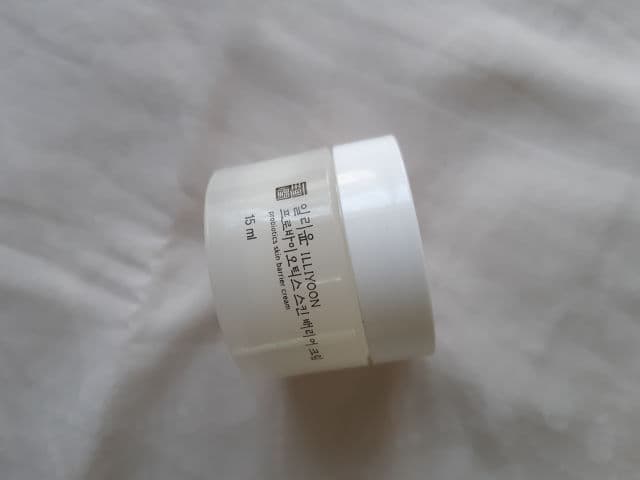 일리윤 ILLIYOON
프로바이오틱스 스킨 배리어 크림
probiotics skin barrier cream
15 ml